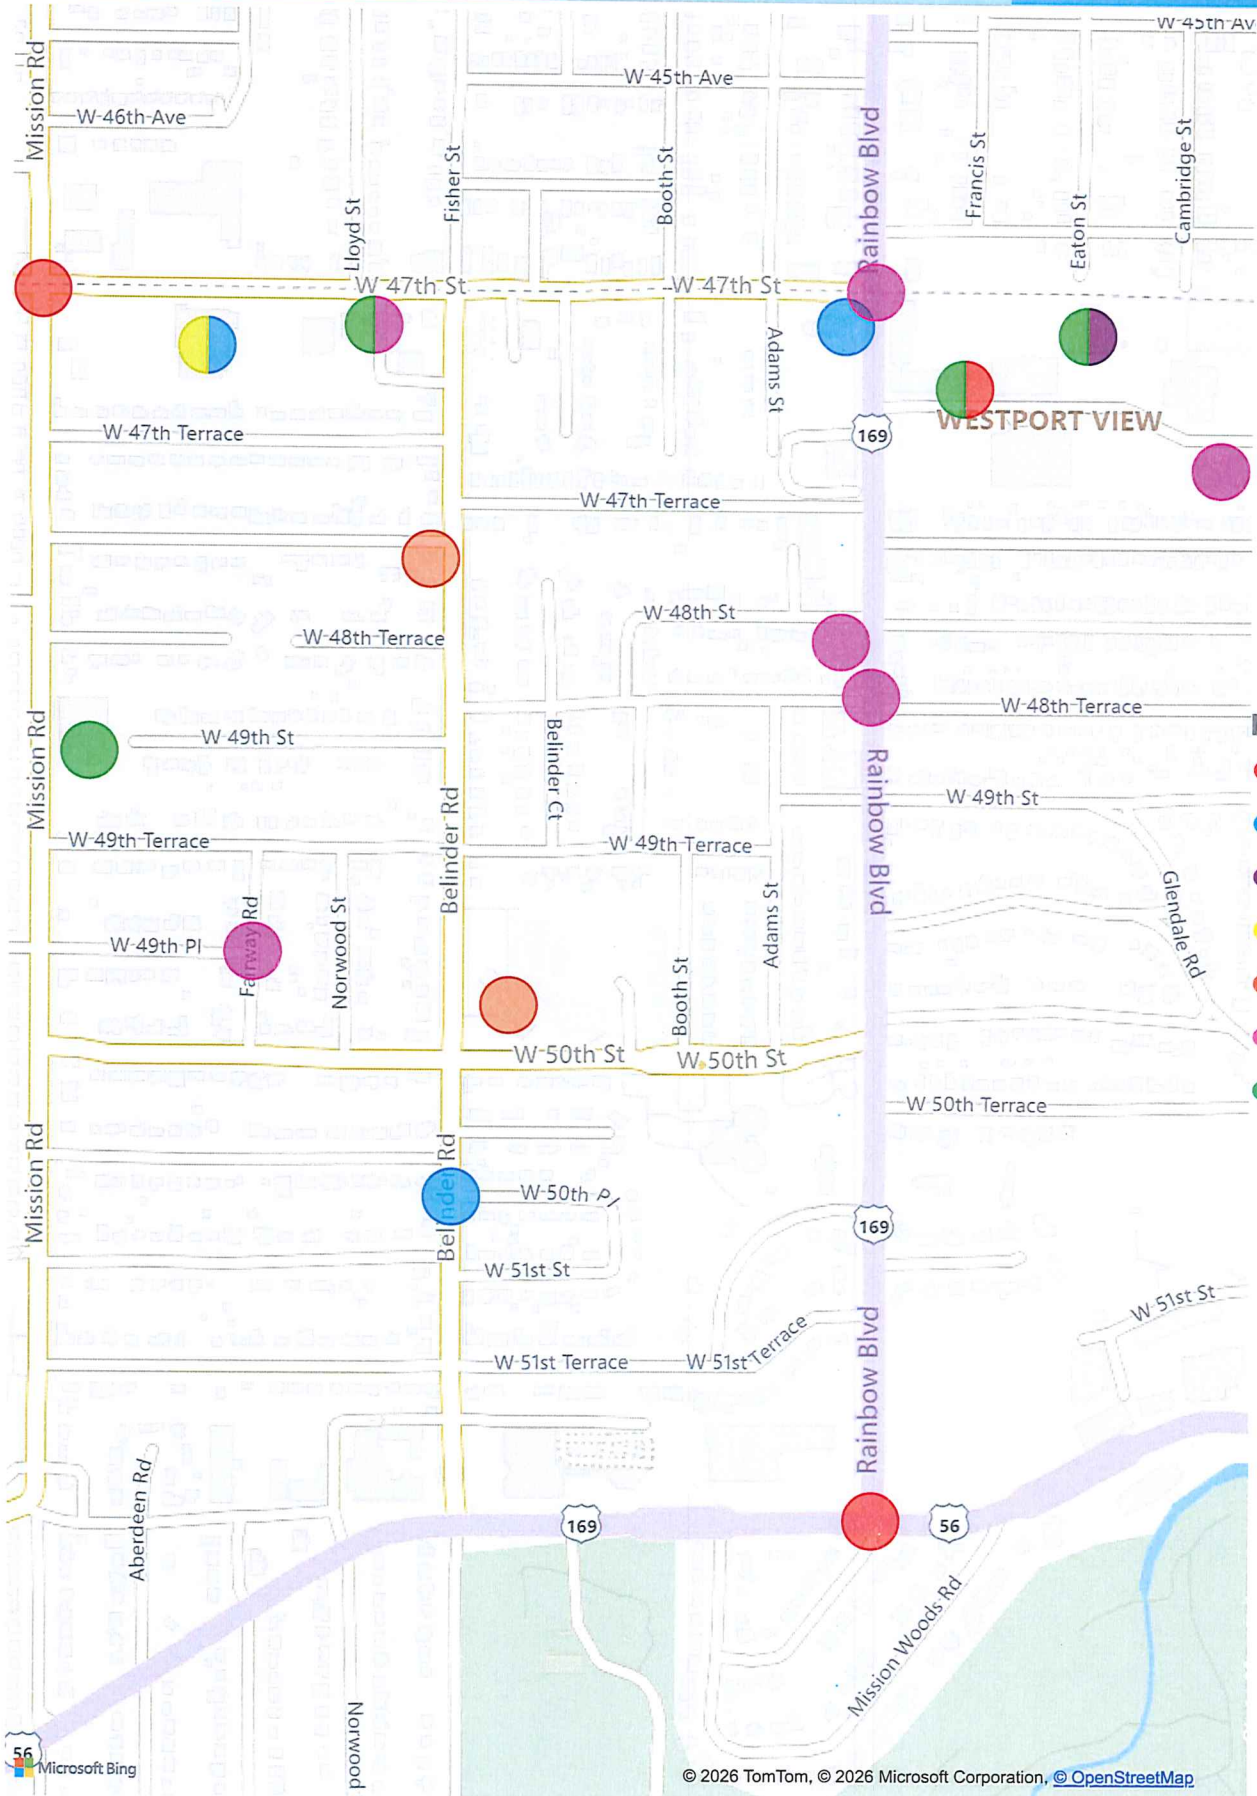 W 45th Av
W 45th Ave
Mission Rd
W 46th Ave
Rainbow Blvd
Francis St
Cambridge St
Fisher St
Booth St
Lloyd St
Eaton St
W 47th St
W 47th St
Adams St
WESTPORT VIEW
W 47th Terrace
169
W 47th Terrace
W 48th St
W 48th Terrace
W 48th Terrace
Mission Rd
W 49th St
Belinder Ct
Rainbow Blvd
W 49th St
Belinder Rd
W 49th Terrace
W 49th Terrace
Glendale Rd
Fairway Rd
Norwood St
Adams St
W 49th Pl
Booth St
W 50th St
W 50th St
W 50th Terrace
Mission Rd
Belinder Rd
W 50th Pl
169
W 51st St
W 51st St
Rainbow Blvd
W 51st Terrace
W 51st Terrace
Aberdeen Rd
169
56
Mission Woods Rd
Norwood
56
Microsoft Bing
© 2026 TomTom, © 2026 Microsoft Corporation, © OpenStreetMap